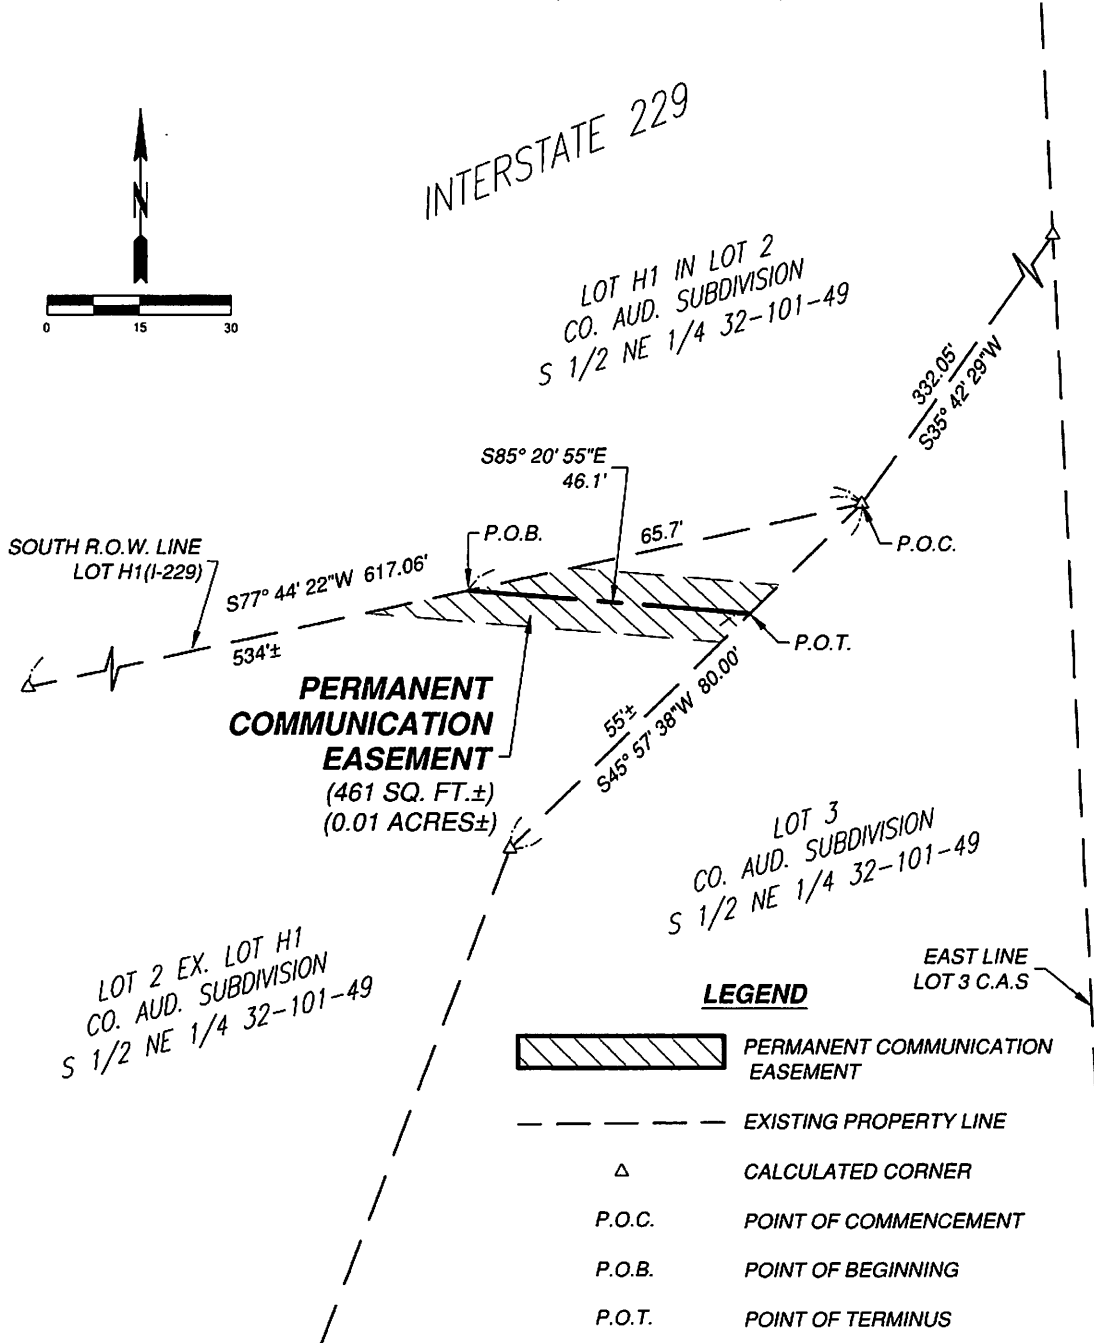 INTERSTATE 229
N
0 15 30
LOT H1 IN LOT 2
CO. AUD. SUBDIVISION
S 1/2 NE 1/4 32-101-49
332.05'
S35° 42' 29"W
S85° 20' 55"E
46.1'
P.O.B.
65.7'
P.O.C.
SOUTH R.O.W. LINE
LOT H1(I-229)
S77° 44' 22"W 617.06'
534'±
P.O.T.
PERMANENT
COMMUNICATION
EASEMENT
(461 SQ. FT.±)
(0.01 ACRES±)
55'±
S45° 57' 38"W 80.00'
LOT 3
CO. AUD. SUBDIVISION
S 1/2 NE 1/4 32-101-49
LOT 2 EX. LOT H1
CO. AUD. SUBDIVISION
S 1/2 NE 1/4 32-101-49
EAST LINE
LOT 3 C.A.S
LEGEND
PERMANENT COMMUNICATION
EASEMENT
EXISTING PROPERTY LINE
CALCULATED CORNER
P.O.C. POINT OF COMMENCEMENT
P.O.B. POINT OF BEGINNING
P.O.T. POINT OF TERMINUS